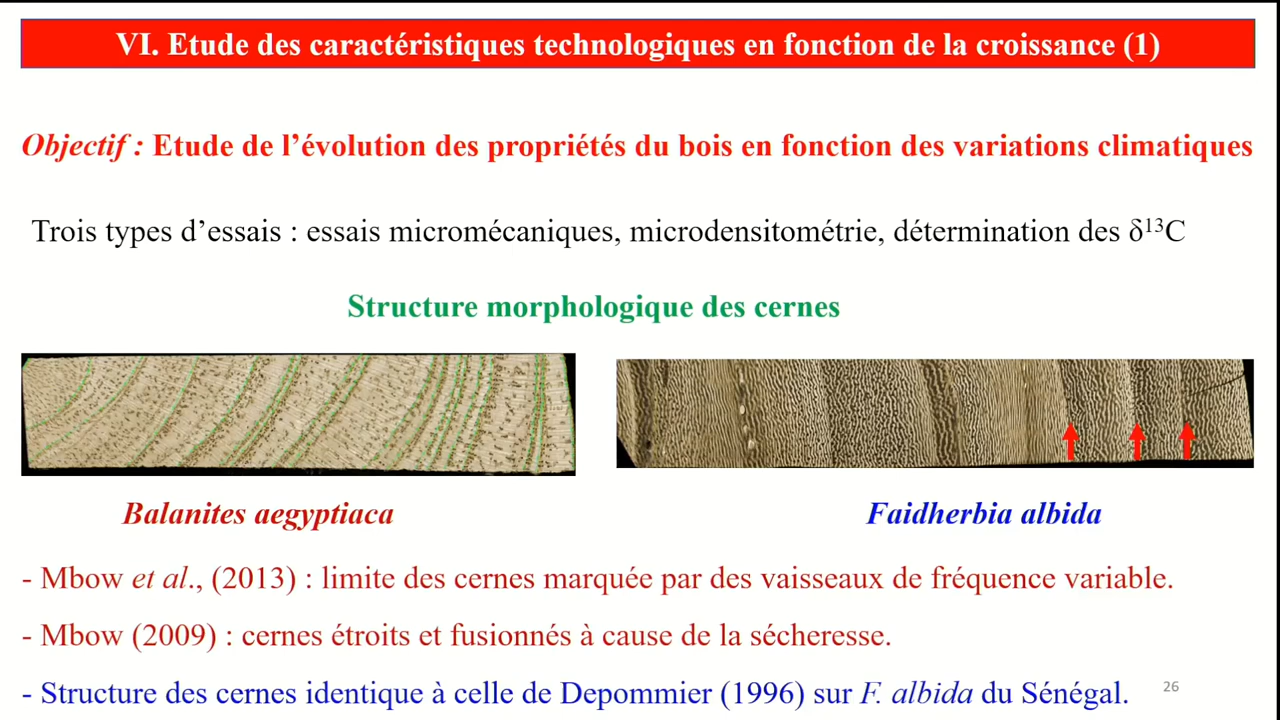 VI. Etude des caractéristiques technologiques en fonction de la croissance (1)
Objectif : Etude de l’évolution des propriétés du bois en fonction des variations climatiques
Trois types d’essais : essais micromécaniques, microdensitométrie, détermination des δ¹³C
Structure morphologique des cernes
Balanites aegyptiaca
Faidherbia albida
- Mbow et al., (2013) : limite des cernes marquée par des vaisseaux de fréquence variable.
- Mbow (2009) : cernes étroits et fusionnés à cause de la sécheresse.
- Structure des cernes identique à celle de Depommier (1996) sur F. albida du Sénégal.
26